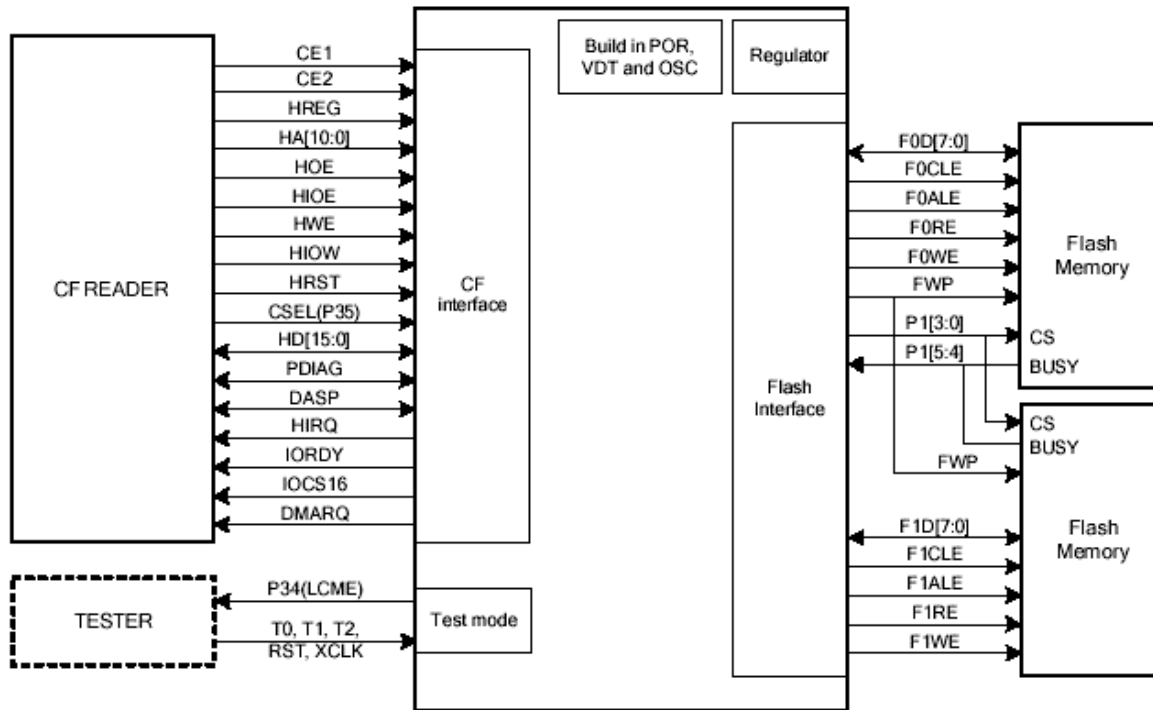 CE1
CE2
HREG
HA[10:0]
HOE
HIOE
HWE
HIOW
HRST
CSEL(P35)
HD[15:0]
PDIAG
DASP
HIRQ
IORDY
IOCS16
DMARQ
CF READER
P34(LCME)
T0, T1, T2,
RST, XCLK
TESTER
CF
interface
Test mode
Build in POR,
VDT and OSC
Regulator
Flash
Interface
F0D[7:0]
F0CLE
F0ALE
F0RE
F0WE
FWP
P1[3:0]
P1[5:4]
FWP
F1D[7:0]
F1CLE
F1ALE
F1RE
F1WE
Flash
Memory
CS
BUSY
CS
BUSY
Flash
Memory